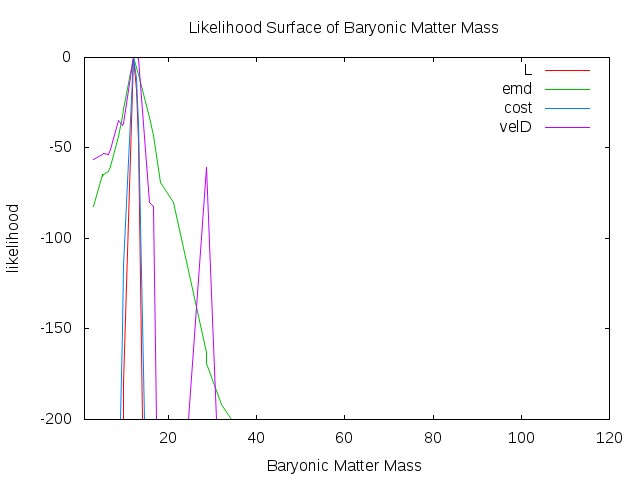 Likelihood Surface of Baryonic Matter Mass
0
-50
-100
-150
-200
likelihood
L
emd
cost
velD
20
40
60
80
100
120
Baryonic Matter Mass